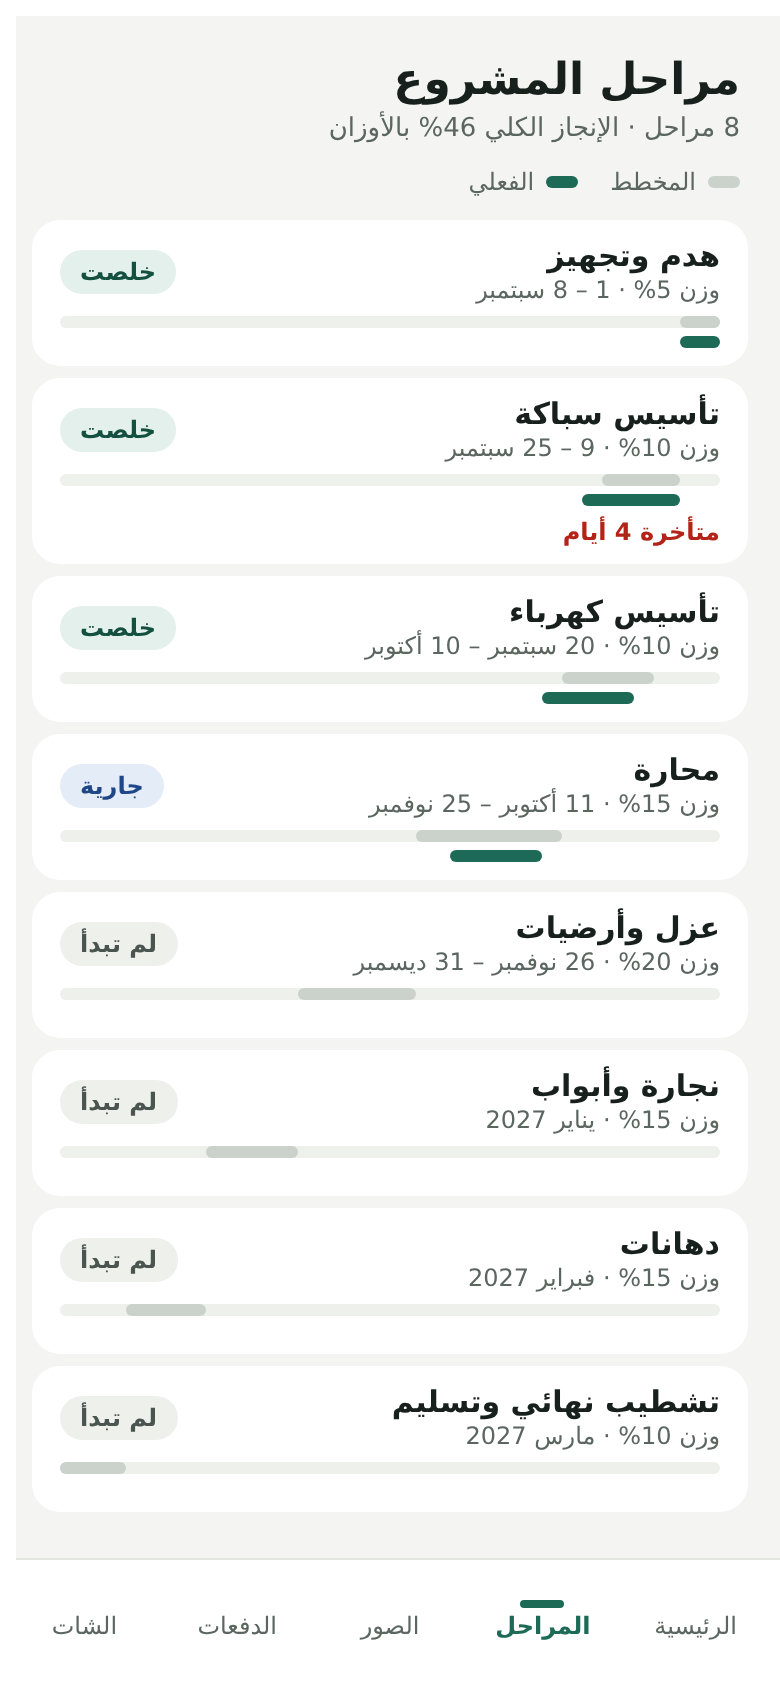 مراحل المشروع
8 مراحل · الإنجاز الكلي 46% بالأوزان
المخطط
الفعلي
هدم وتجهيز
خلصت
وزن 5% · 1 – 8 سبتمبر
تأسيس سباكة
خلصت
وزن 10% · 9 – 25 سبتمبر
متأخرة 4 أيام
تأسيس كهرباء
خلصت
وزن 10% · 20 سبتمبر – 10 أكتوبر
محارة
جارية
وزن 15% · 11 أكتوبر – 25 نوفمبر
عزل وأرضيات
لم تبدأ
وزن 20% · 26 نوفمبر – 31 ديسمبر
نجارة وأبواب
لم تبدأ
وزن 15% · يناير 2027
دهانات
لم تبدأ
وزن 15% · فبراير 2027
تشطيب نهائي وتسليم
لم تبدأ
وزن 10% · مارس 2027
الرئيسية
المراحل
الصور
الدفعات
الشات